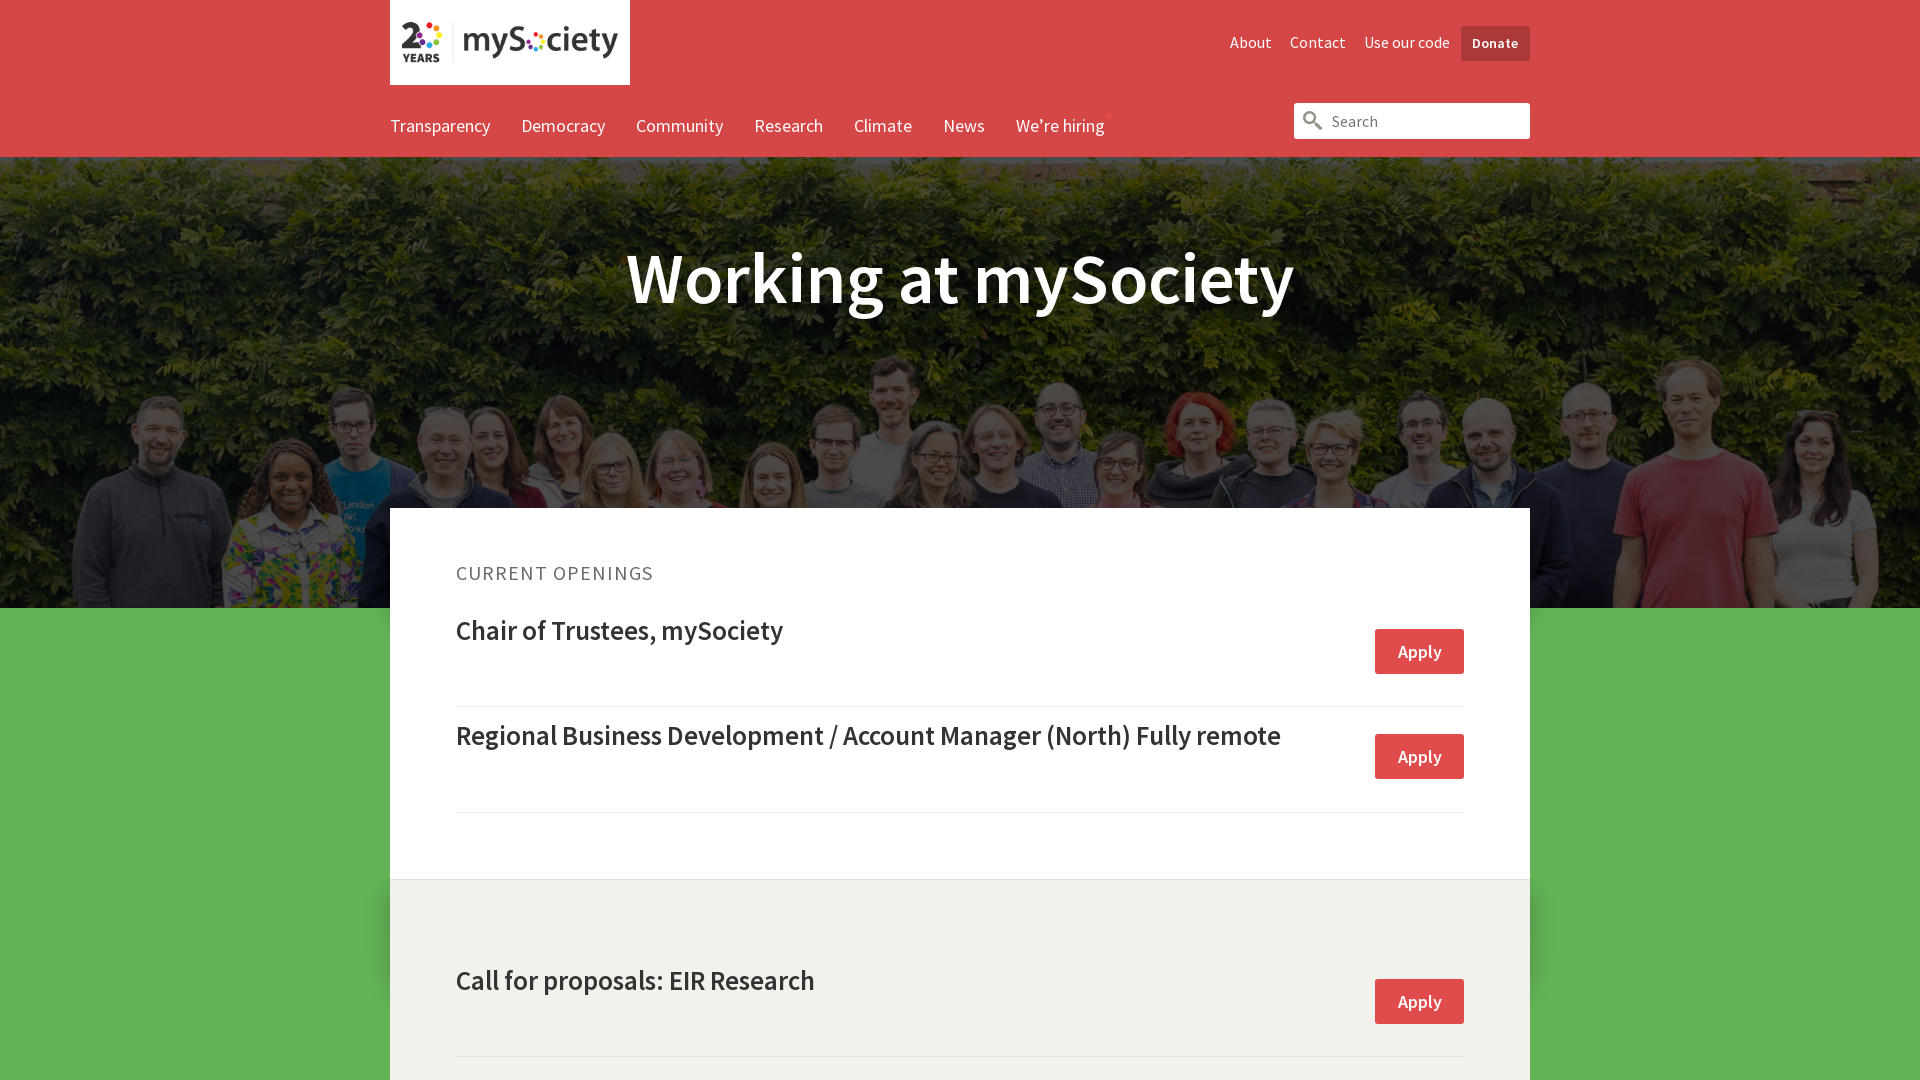 20 YEARS mySociety
About Contact Use our code Donate
Transparency Democracy Community Research Climate News We’re hiring
Search
Working at mySociety
CURRENT OPENINGS
Chair of Trustees, mySociety
Apply
Regional Business Development / Account Manager (North) Fully remote
Apply
Call for proposals: EIR Research
Apply